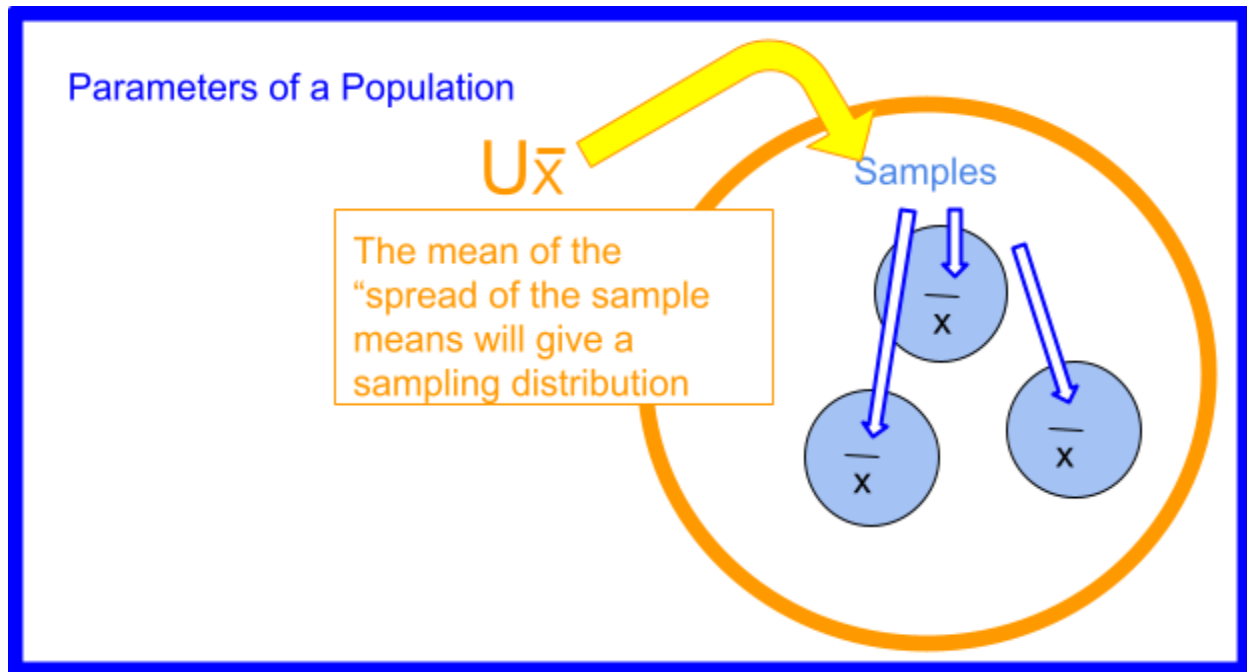 Parameters of a Population
Ux̄
Samples
The mean of the
“spread of the sample
means will give a
sampling distribution
x̄
x̄
x̄